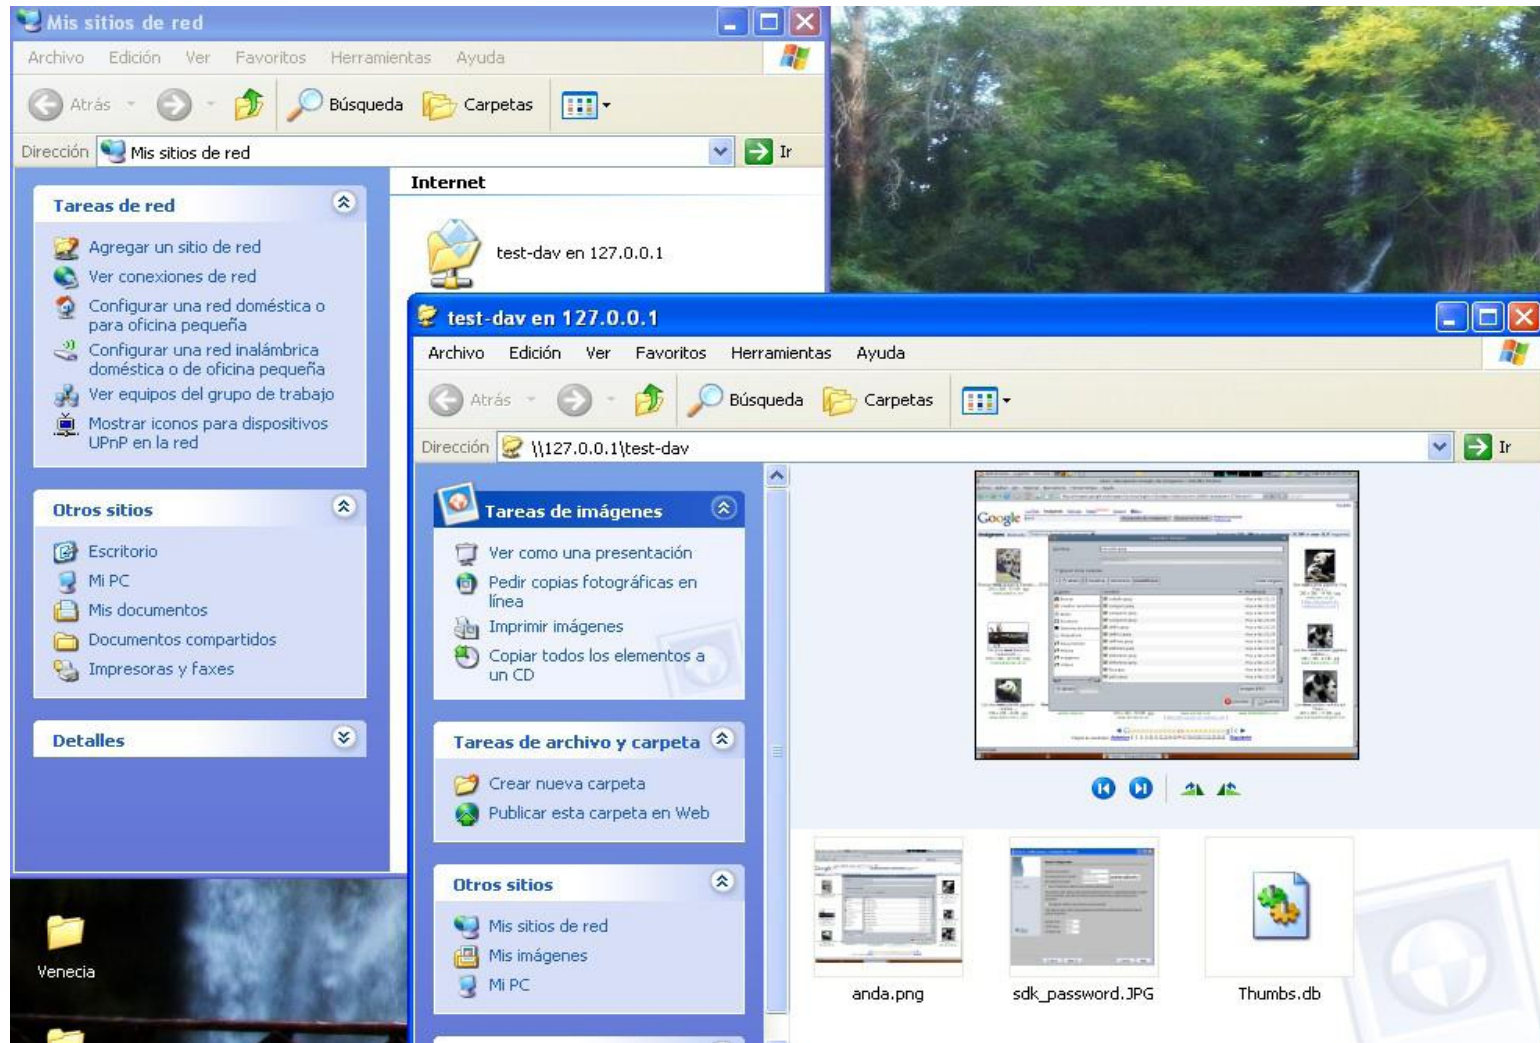 Mis sitios de red
Archivo Edición Ver Favoritos Herramientas Ayuda
Atrás Búsqueda Carpetas
Dirección Mis sitios de red Ir
Tareas de red
Agregar un sitio de red
Ver conexiones de red
Configurar una red doméstica o
para oficina pequeña
Configurar una red inalámbrica
doméstica o de oficina pequeña
Ver equipos del grupo de trabajo
Mostrar iconos para dispositivos
UPnP en la red
Otros sitios
Escritorio
Mi PC
Mis documentos
Documentos compartidos
Impresoras y faxes
Detalles
Internet
test-dav en 127.0.0.1
test-dav en 127.0.0.1
Archivo Edición Ver Favoritos Herramientas Ayuda
Atrás Búsqueda Carpetas
Dirección \\127.0.0.1\test-dav Ir
Tareas de imágenes
Ver como una presentación
Pedir copias fotográficas en
línea
Imprimir imágenes
Copiar todos los elementos a
un CD
Tareas de archivo y carpeta
Crear nueva carpeta
Publicar esta carpeta en Web
Otros sitios
Mis sitios de red
Mis imágenes
Mi PC
Google
anda.png
sdk_password.JPG
Thumbs.db
Venecia